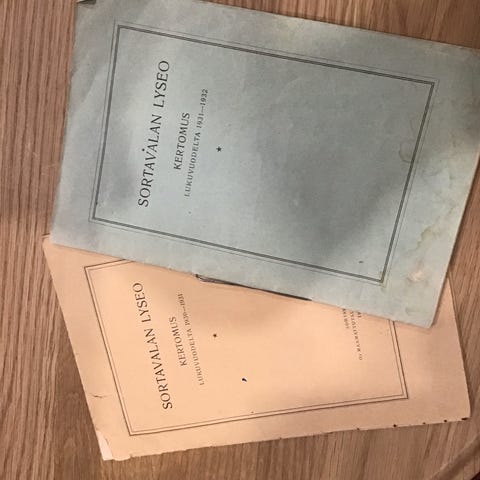 SORTAVALAN LYSEO
KERTOMUS
LUKUVUODELTA 1931—1932
SORTAVALAN LYSEO
KERTOMUS
LUKUVUODELTA 1930—1931